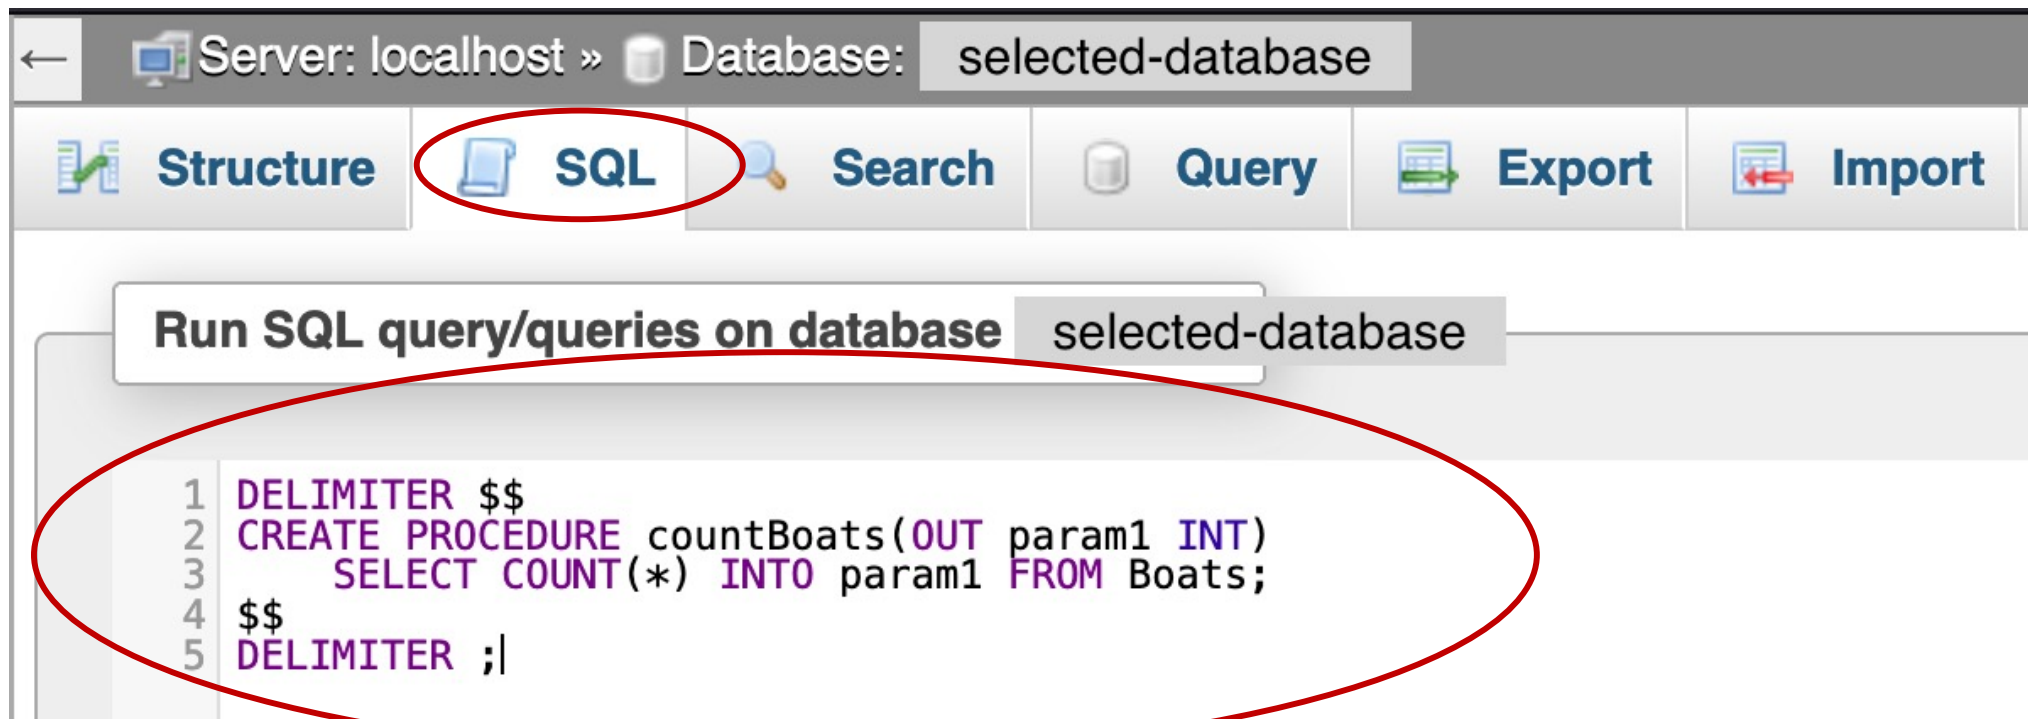 ← Server: localhost » Database: selected-database
Structure SQL Search Query Export Import
Run SQL query/queries on database selected-database
1 DELIMITER $$
2 CREATE PROCEDURE countBoats(OUT param1 INT)
3     SELECT COUNT(*) INTO param1 FROM Boats;
4 $$
5 DELIMITER ;